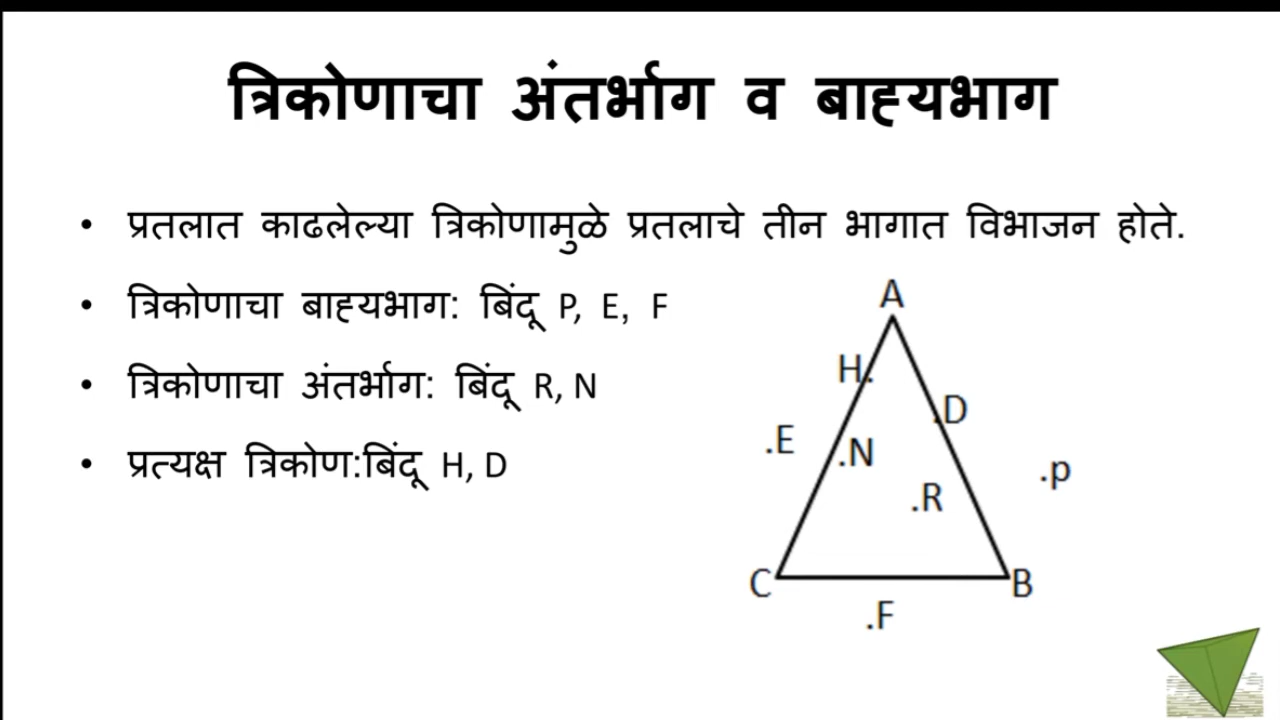 त्रिकोणाचा अंतर्भाग व बाह्यभाग
• प्रतलात काढलेल्या त्रिकोणामुळे प्रतलाचे तीन भागात विभाजन होते.
• त्रिकोणाचा बाह्यभाग: बिंदू P, E, F
• त्रिकोणाचा अंतर्भाग: बिंदू R, N
• प्रत्यक्ष त्रिकोण:बिंदू H, D
A
H.
.D
.E
.N
.p
.R
C
B
.F